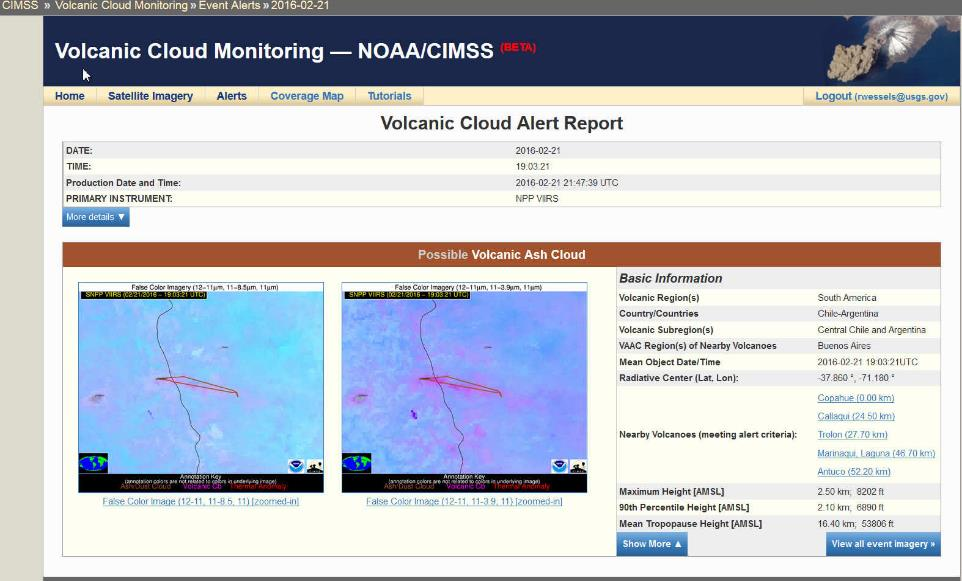 CIMSS » Volcanic Cloud Monitoring » Event Alerts » 2016-02-21
Volcanic Cloud Monitoring — NOAA/CIMSS (BETA)
Home Satellite Imagery Alerts Coverage Map Tutorials Logout (rwessels@usgs.gov)
Volcanic Cloud Alert Report
DATE: 2016-02-21
TIME: 19:03:21
Production Date and Time: 2016-02-21 21:47:39 UTC
PRIMARY INSTRUMENT: NPP VIIRS
More details ▼
Possible Volcanic Ash Cloud
False Color Imagery (12–11µm, 11–8.5µm, 11µm)
SNPP VIIRS (02/21/2016 – 19:03:21 UTC)
Annotation Key
(annotation colors are not related to colors in underlying image)
Ash/Dust Cloud Volcanic Cb Thermal Anomaly
False Color Image (12-11, 11-8.5, 11) [zoomed-in]
False Color Imagery (12–11µm, 11–3.9µm, 11µm)
SNPP VIIRS (02/21/2016 – 19:03:21 UTC)
Annotation Key
(annotation colors are not related to colors in underlying image)
Ash/Dust Cloud Volcanic Cb Thermal Anomaly
False Color Image (12-11, 11-3.9, 11) [zoomed-in]
Basic Information
Volcanic Region(s) South America
Country/Countries Chile-Argentina
Volcanic Subregion(s) Central Chile and Argentina
VAAC Region(s) of Nearby Volcanoes Buenos Aires
Mean Object Date/Time 2016-02-21 19:03:21UTC
Radiative Center (Lat, Lon): -37.860 °, -71.180 °
Nearby Volcanoes (meeting alert criteria):
Copahue (0.00 km)
Callaqui (24.50 km)
Trolon (27.70 km)
Marinaqui, Laguna (46.70 km)
Antuco (52.20 km)
Maximum Height [AMSL] 2.50 km; 8202 ft
90th Percentile Height [AMSL] 2.10 km; 6890 ft
Mean Tropopause Height [AMSL] 16.40 km; 53806 ft
Show More ▲ View all event imagery »